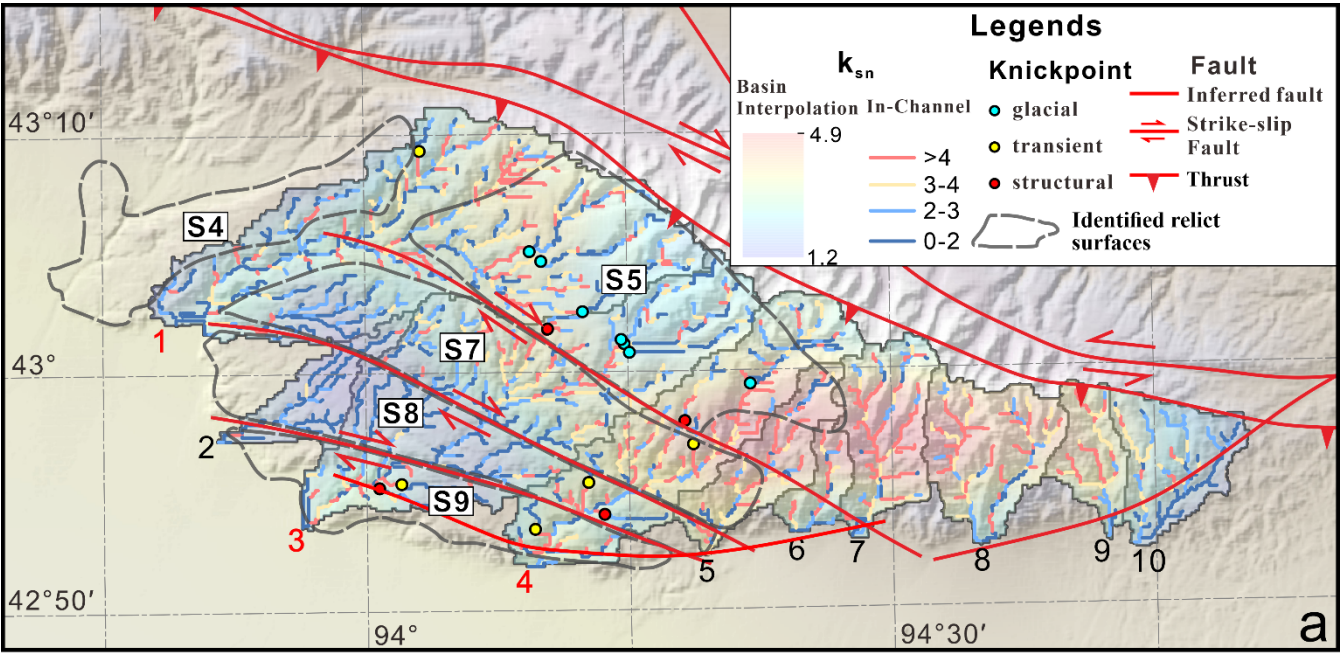 Legends
k sn
Basin
Interpolation
4.9
1.2
In-Channel
>4
3-4
2-3
0-2
Knickpoint
glacial
transient
structural
Fault
Inferred fault
Strike-slip
Fault
Thrust
Identified relict
surfaces
43°10′
S4
S5
1
43°
S7
S8
2
S9
3
4
5
6
7
8
9
10
42°50′
94°
94°30′
a